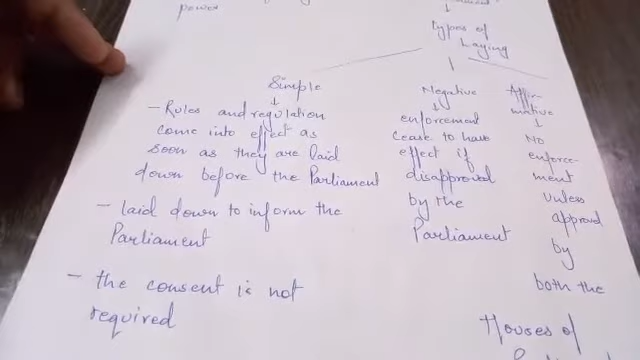 power
types of
Laying
Simple
- Rules and regulation
come into effect as
soon as they are laid
down before the Parliament
- laid down to inform the
Parliament
- the consent is not
required
Negative
enforcement
cease to have
effect if
disapproved
by the
Parliament
Affir-
mative
No
enforce-
ment
unless
approved
by
both the
Houses of